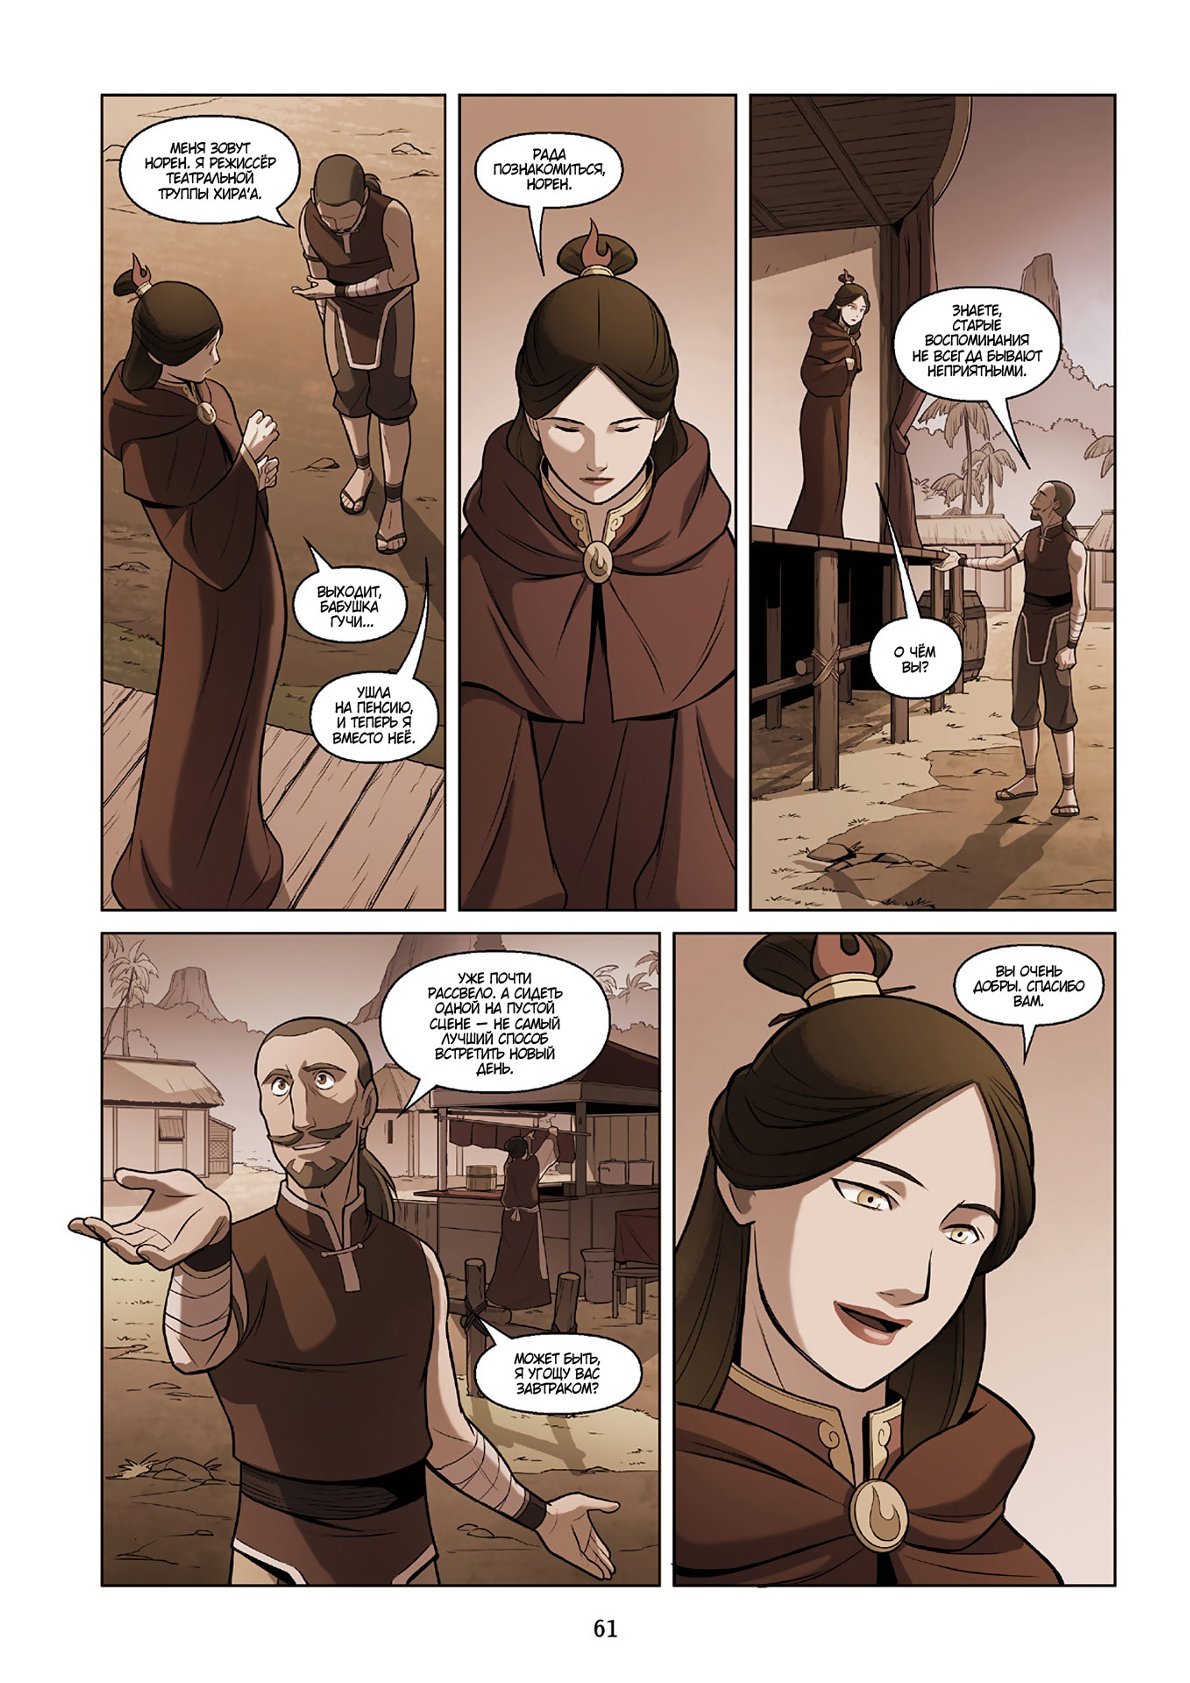 МЕНЯ ЗОВУТ
НОРЕН. Я РЕЖИССЁР
ТЕАТРАЛЬНОЙ
ТРУППЫ ХИРА'А.
ВЫХОДИТ,
БАБУШКА
ГУЧИ...
УШЛА
НА ПЕНСИЮ,
И ТЕПЕРЬ Я
ВМЕСТО НЕЁ.
РАДА
ПОЗНАКОМИТЬСЯ,
НОРЕН.
ЗНАЕТЕ,
СТАРЫЕ
ВОСПОМИНАНИЯ
НЕ ВСЕГДА БЫВАЮТ
НЕПРИЯТНЫМИ.
О ЧЁМ
ВЫ?
УЖЕ ПОЧТИ
РАССВЕЛО. А СИДЕТЬ
ОДНОЙ НА ПУСТОЙ
СЦЕНЕ — НЕ САМЫЙ
ЛУЧШИЙ СПОСОБ
ВСТРЕТИТЬ НОВЫЙ
ДЕНЬ.
МОЖЕТ БЫТЬ,
Я УГОЩУ ВАС
ЗАВТРАКОМ?
ВЫ ОЧЕНЬ
ДОБРЫ. СПАСИБО
ВАМ.
61